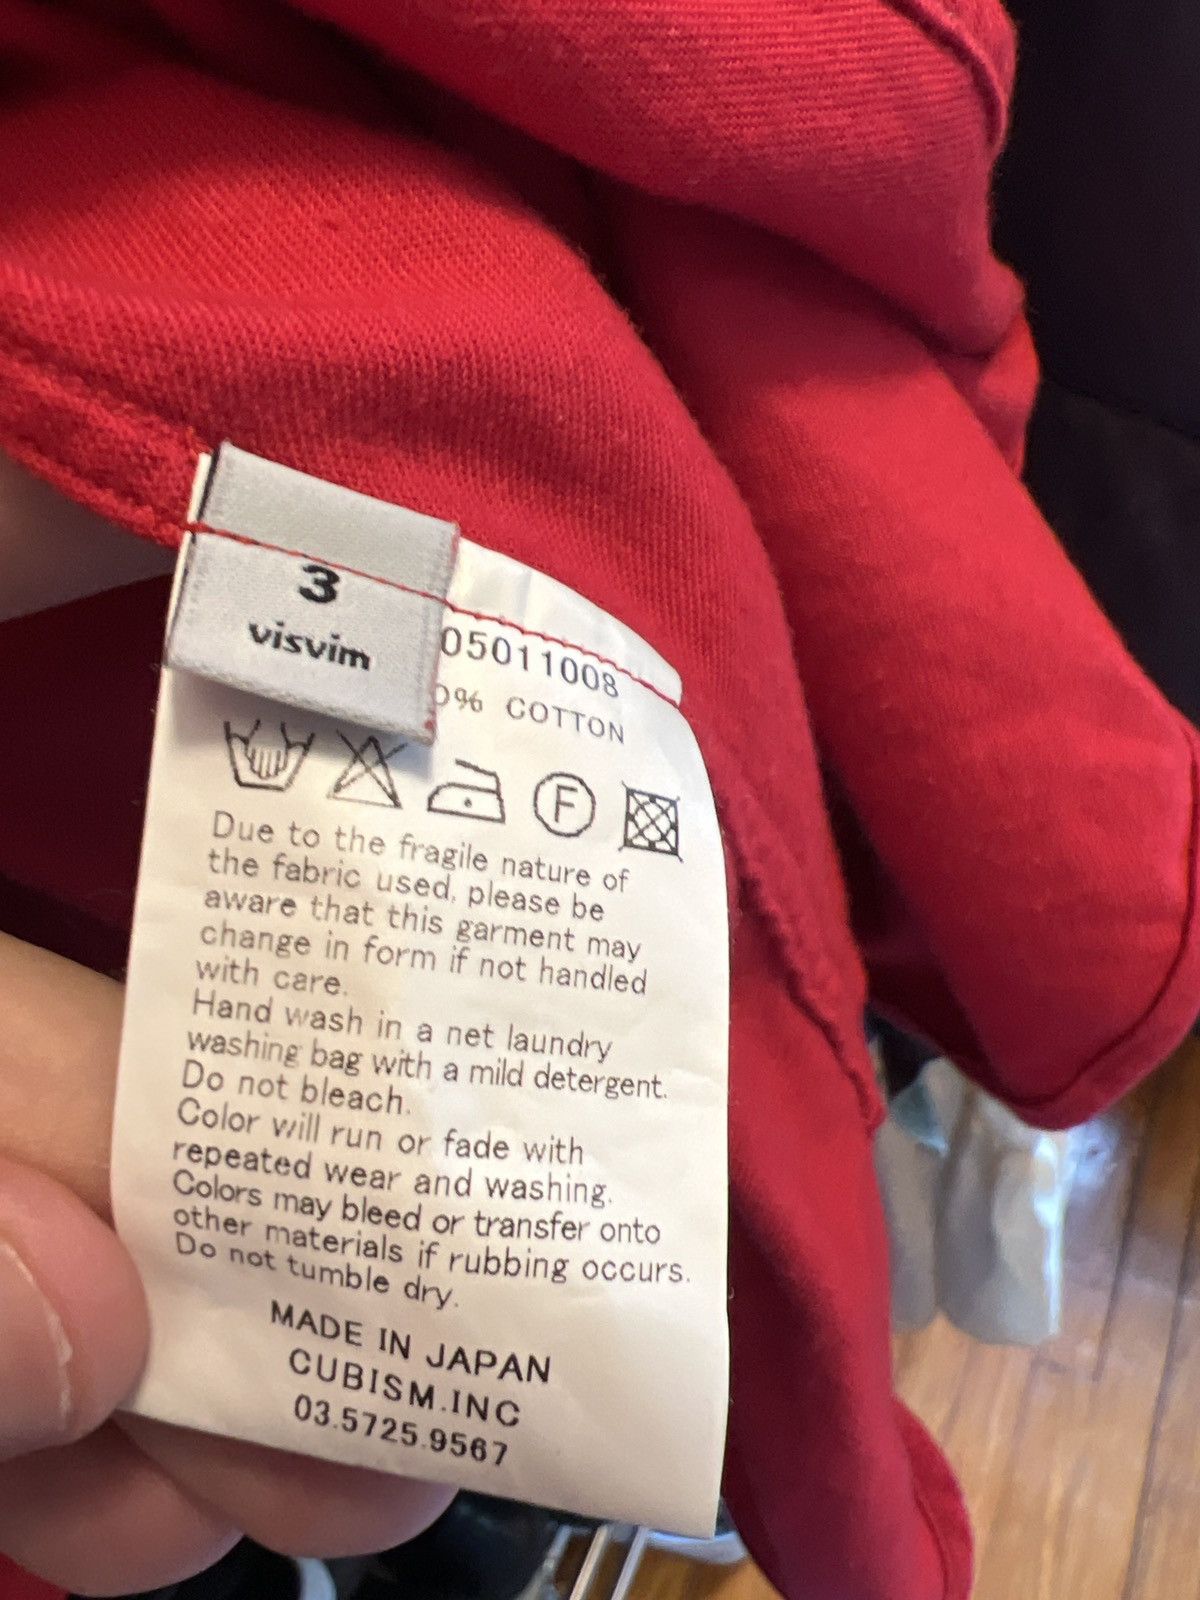 3
visvim
05011008
0% COTTON
F
Due to the fragile nature of
the fabric used, please be
aware that this garment may
change in form if not handled
with care.
Hand wash in a net laundry
washing bag with a mild detergent.
Do not bleach.
Color will run or fade with
repeated wear and washing.
Colors may bleed or transfer onto
other materials if rubbing occurs.
Do not tumble dry.
MADE IN JAPAN
CUBISM.INC
03.5725.9567